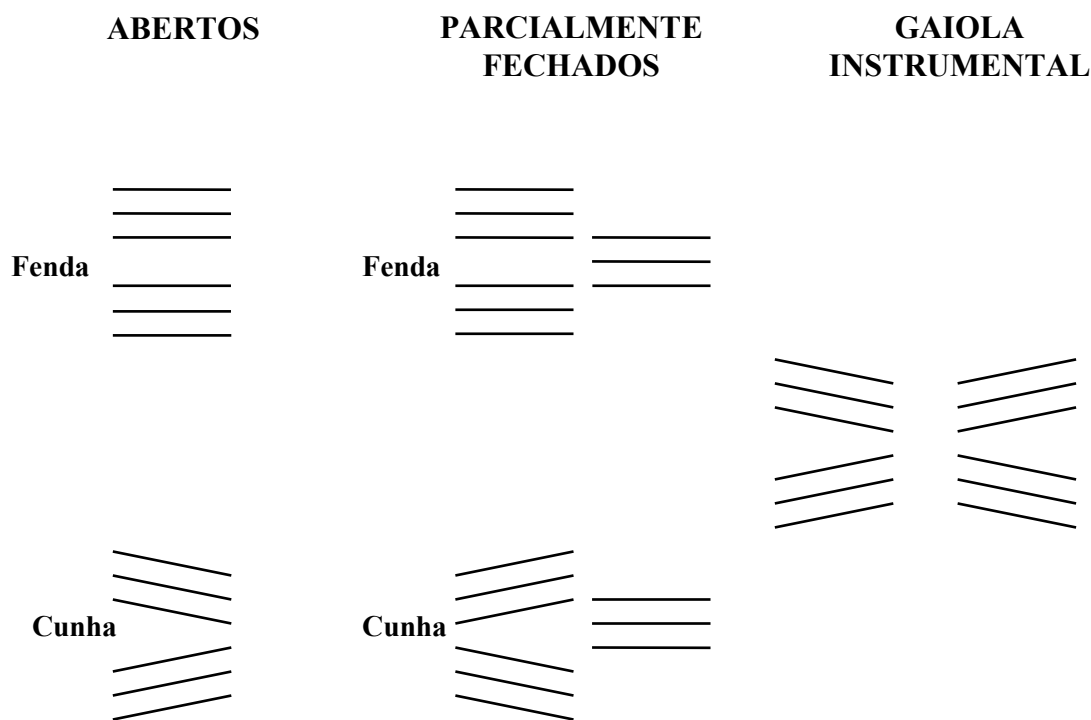 ABERTOS
PARCIALMENTE
FECHADOS
GAIOLA
INSTRUMENTAL
Fenda
Fenda
Cunha
Cunha